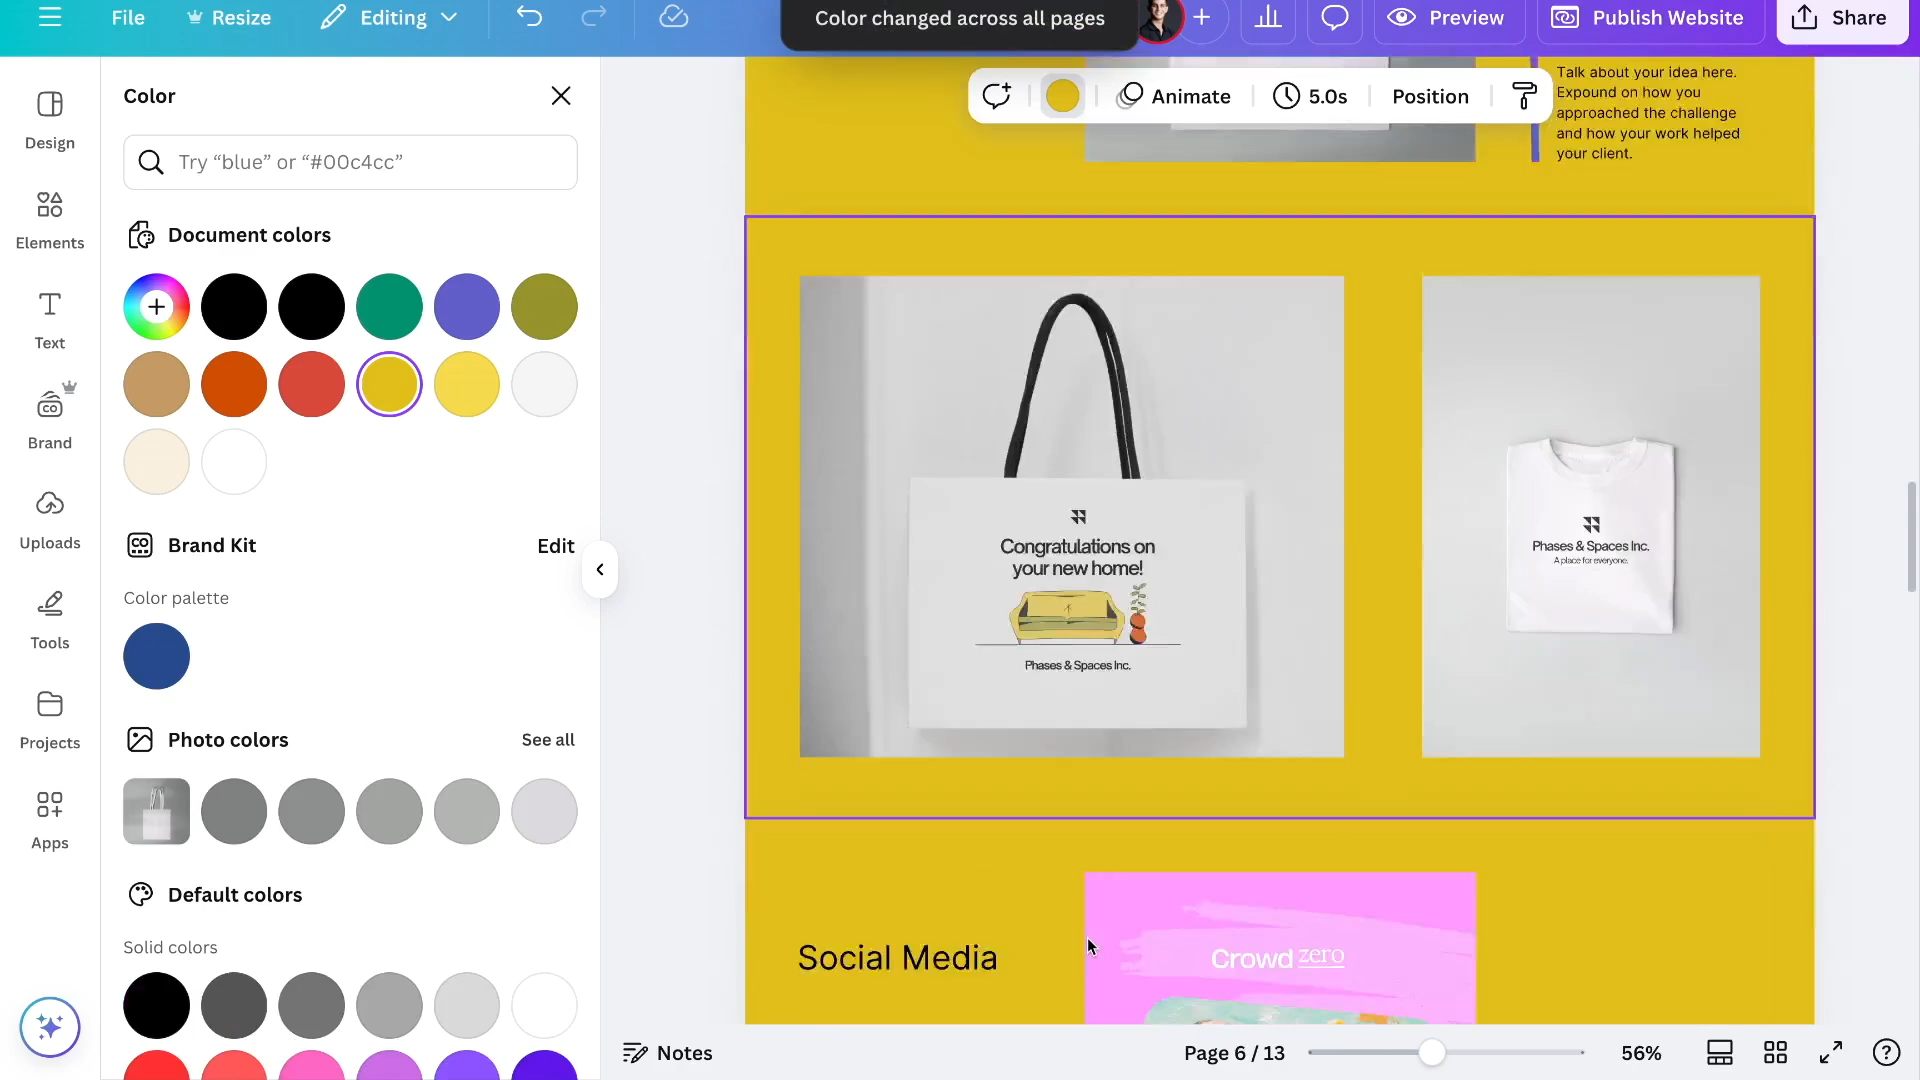 File
Resize
Editing
Color changed across all pages
Preview
Publish Website
Share
Design
Elements
Text
Brand
Uploads
Tools
Projects
Apps
Color
Try “blue” or “#00c4cc”
Document colors
Brand Kit
Edit
Color palette
Photo colors
See all
Default colors
Solid colors
Animate
5.0s
Position
Talk about your idea here.
Expound on how you
approached the challenge
and how your work helped
your client.
Congratulations on
your new home!
Phases & Spaces Inc.
Phases & Spaces Inc.
A place for everyone.
Social Media
Crowd zero
Notes
Page 6 / 13
56%